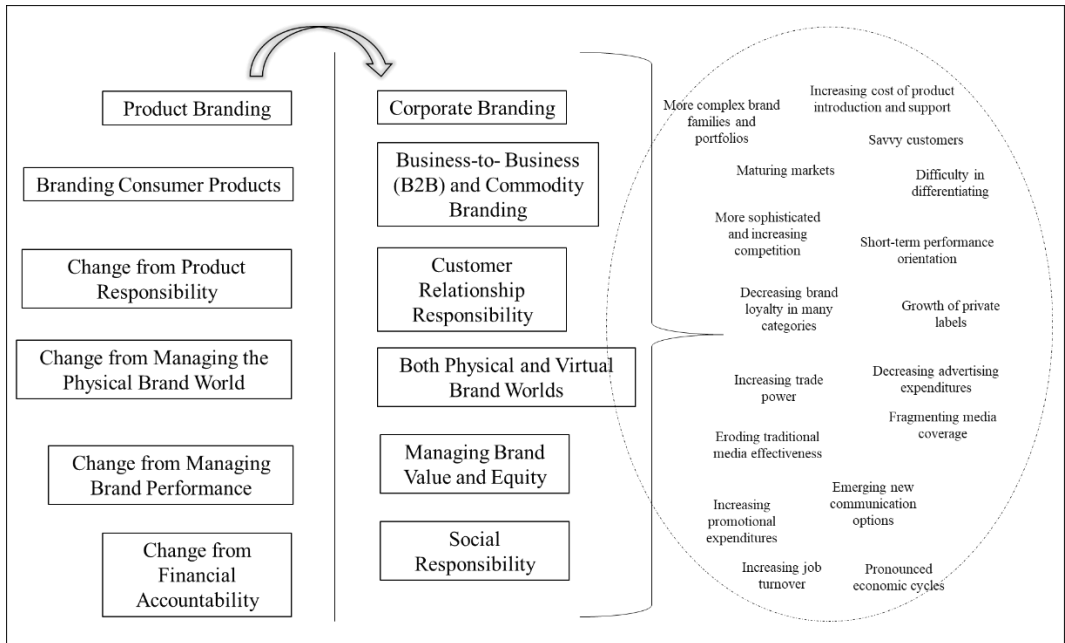 Product Branding
Branding Consumer Products
Change from Product
Responsibility
Change from Managing the
Physical Brand World
Change from Managing
Brand Performance
Change from
Financial
Accountability
Corporate Branding
Business-to- Business
(B2B) and Commodity
Branding
Customer
Relationship
Responsibility
Both Physical and Virtual
Brand Worlds
Managing Brand
Value and Equity
Social
Responsibility
More complex brand
families and
portfolios
Increasing cost of product
introduction and support
Savvy customers
Maturing markets
Difficulty in
differentiating
More sophisticated
and increasing
competition
Short-term performance
orientation
Decreasing brand
loyalty in many
categories
Growth of private
labels
Increasing trade
power
Decreasing advertising
expenditures
Fragmenting media
coverage
Eroding traditional
media effectiveness
Emerging new
communication
options
Increasing
promotional
expenditures
Increasing job
turnover
Pronounced
economic cycles